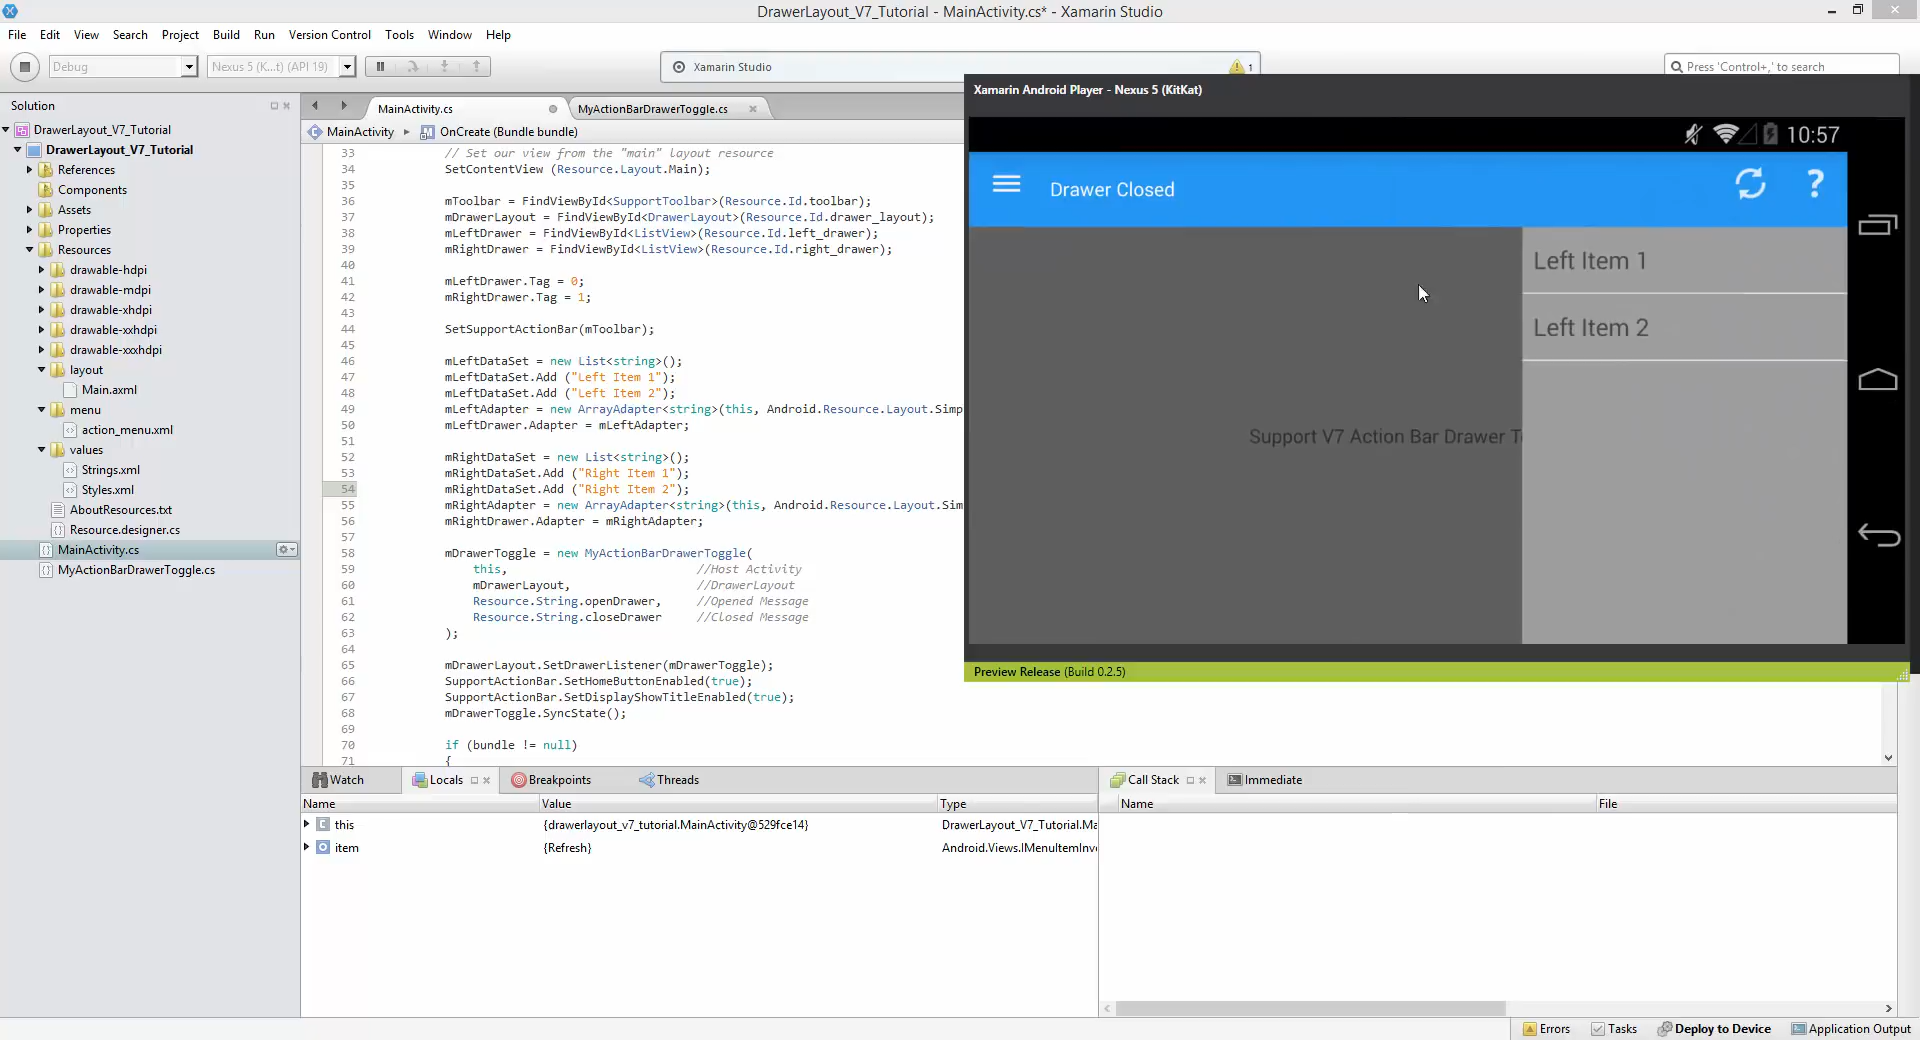 DrawerLayout_V7_Tutorial - MainActivity.cs* - Xamarin Studio
File Edit View Search Project Build Run Version Control Tools Window Help
Debug
Nexus 5 (K...t) (API 19)
Xamarin Studio
1
Press 'Control+,' to search
Solution
DrawerLayout_V7_Tutorial
DrawerLayout_V7_Tutorial
References
Components
Assets
Properties
Resources
drawable-hdpi
drawable-mdpi
drawable-xhdpi
drawable-xxhdpi
drawable-xxxhdpi
layout
Main.axml
menu
action_menu.xml
values
Strings.xml
Styles.xml
AboutResources.txt
Resource.designer.cs
MainActivity.cs
MyActionBarDrawerToggle.cs
MainActivity.cs
MyActionBarDrawerToggle.cs
MainActivity
OnCreate (Bundle bundle)
33 // Set our view from the "main" layout resource
34 SetContentView (Resource.Layout.Main);
35
36 mToolbar = FindViewById<SupportToolbar>(Resource.Id.toolbar);
37 mDrawerLayout = FindViewById<DrawerLayout>(Resource.Id.drawer_layout);
38 mLeftDrawer = FindViewById<ListView>(Resource.Id.left_drawer);
39 mRightDrawer = FindViewById<ListView>(Resource.Id.right_drawer);
40
41 mLeftDrawer.Tag = 0;
42 mRightDrawer.Tag = 1;
43
44 SetSupportActionBar(mToolbar);
45
46 mLeftDataSet = new List<string>();
47 mLeftDataSet.Add ("Left Item 1");
48 mLeftDataSet.Add ("Left Item 2");
49 mLeftAdapter = new ArrayAdapter<string>(this, Android.Resource.Layout.Simp
50 mLeftDrawer.Adapter = mLeftAdapter;
51
52 mRightDataSet = new List<string>();
53 mRightDataSet.Add ("Right Item 1");
54 mRightDataSet.Add ("Right Item 2");
55 mRightAdapter = new ArrayAdapter<string>(this, Android.Resource.Layout.Sim
56 mRightDrawer.Adapter = mRightAdapter;
57
58 mDrawerToggle = new MyActionBarDrawerToggle(
59 this, //Host Activity
60 mDrawerLayout, //DrawerLayout
61 Resource.String.openDrawer, //Opened Message
62 Resource.String.closeDrawer //Closed Message
63 );
64
65 mDrawerLayout.SetDrawerListener(mDrawerToggle);
66 SupportActionBar.SetHomeButtonEnabled(true);
67 SupportActionBar.SetDisplayShowTitleEnabled(true);
68 mDrawerToggle.SyncState();
69
70 if (bundle != null)
71 {
Xamarin Android Player - Nexus 5 (KitKat)
10:57
Drawer Closed
?
Left Item 1
Left Item 2
Support V7 Action Bar Drawer T
Preview Release (Build 0.2.5)
Watch Locals Breakpoints Threads
Name Value Type
this {drawerlayout_v7_tutorial.MainActivity@529fce14} DrawerLayout_V7_Tutorial.Ma
item {Refresh} Android.Views.IMenuItemInv
Call Stack Immediate
Name File
Errors Tasks Deploy to Device Application Output